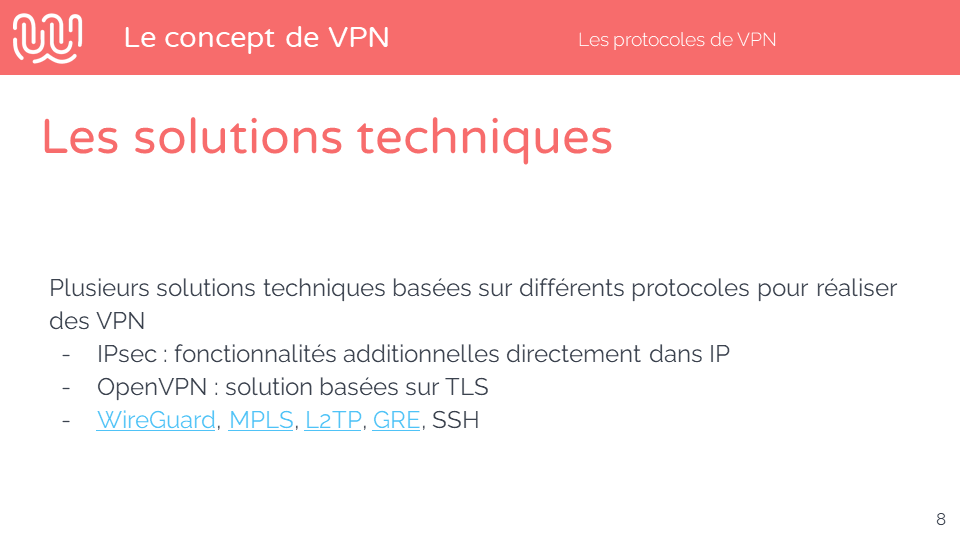 Le concept de VPN
Les protocoles de VPN
Les solutions techniques
Plusieurs solutions techniques basées sur différents protocoles pour réaliser
des VPN
- IPsec : fonctionnalités additionnelles directement dans IP
- OpenVPN : solution basées sur TLS
- WireGuard, MPLS, L2TP, GRE, SSH
8